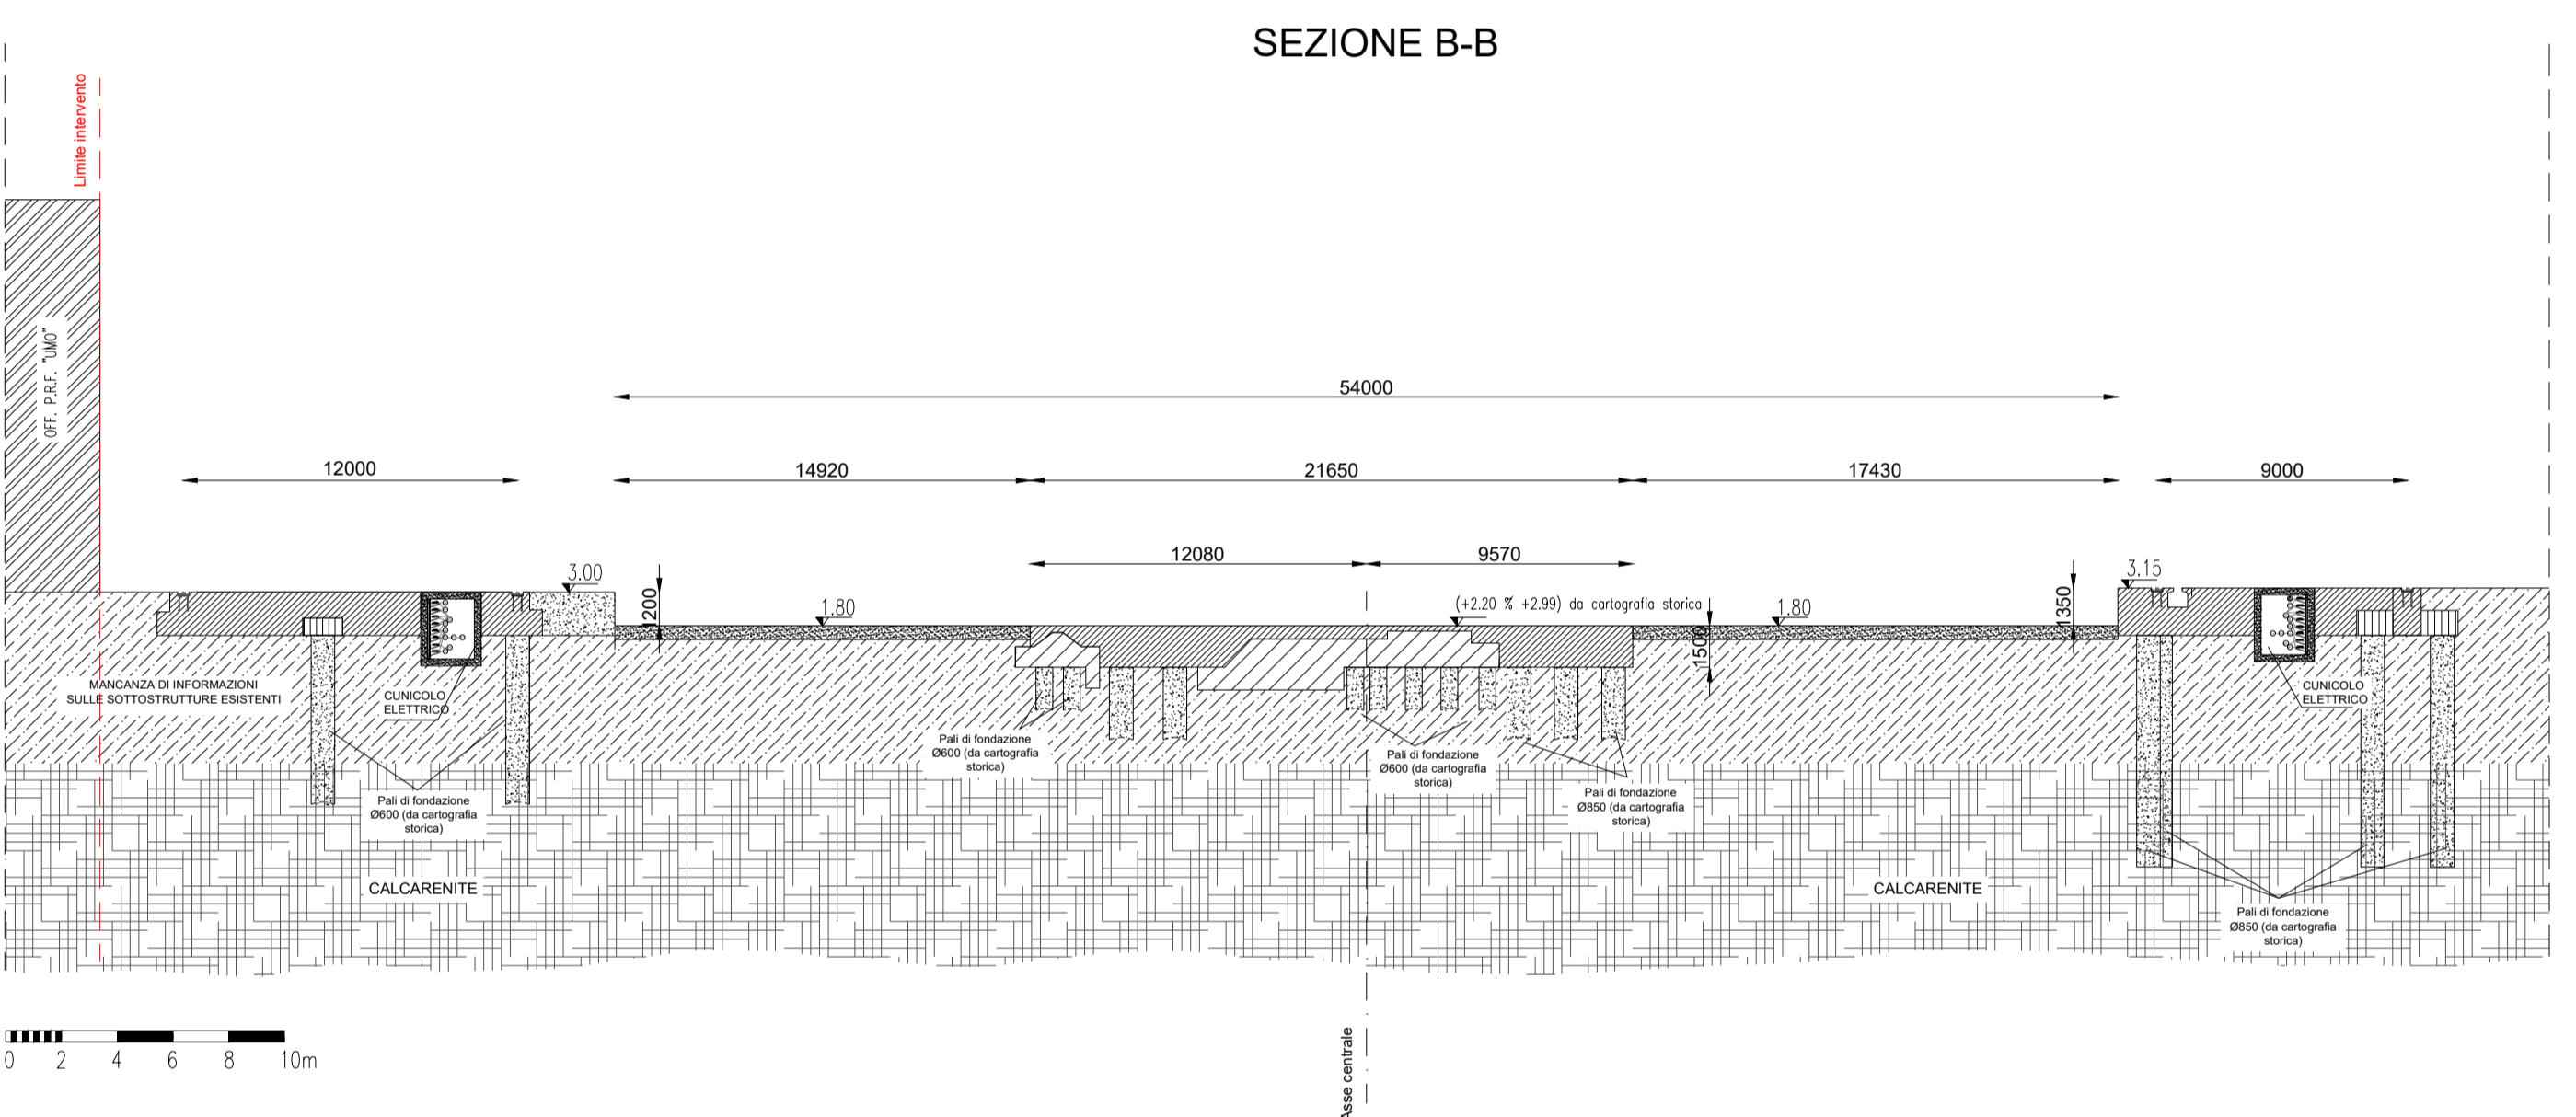 SEZIONE B-B
Limite intervento
OFF. P.R.F. "UMO"
54000
12000
14920
21650
17430
9000
12080
9570
3.00
1200
1.80
(+2.20 % +2.99) da cartografia storica
1500
1.80
1350
3.15
MANCANZA DI INFORMAZIONI
SULLE SOTTOSTRUTTURE ESISTENTI
CUNICOLO
ELETTRICO
CUNICOLO
ELETTRICO
Pali di fondazione
Ø600 (da cartografia
storica)
Pali di fondazione
Ø600 (da cartografia
storica)
Pali di fondazione
Ø850 (da cartografia
storica)
Pali di fondazione
Ø600 (da cartografia
storica)
CALCARENITE
CALCARENITE
Pali di fondazione
Ø850 (da cartografia
storica)
0 2 4 6 8 10m
Asse centrale